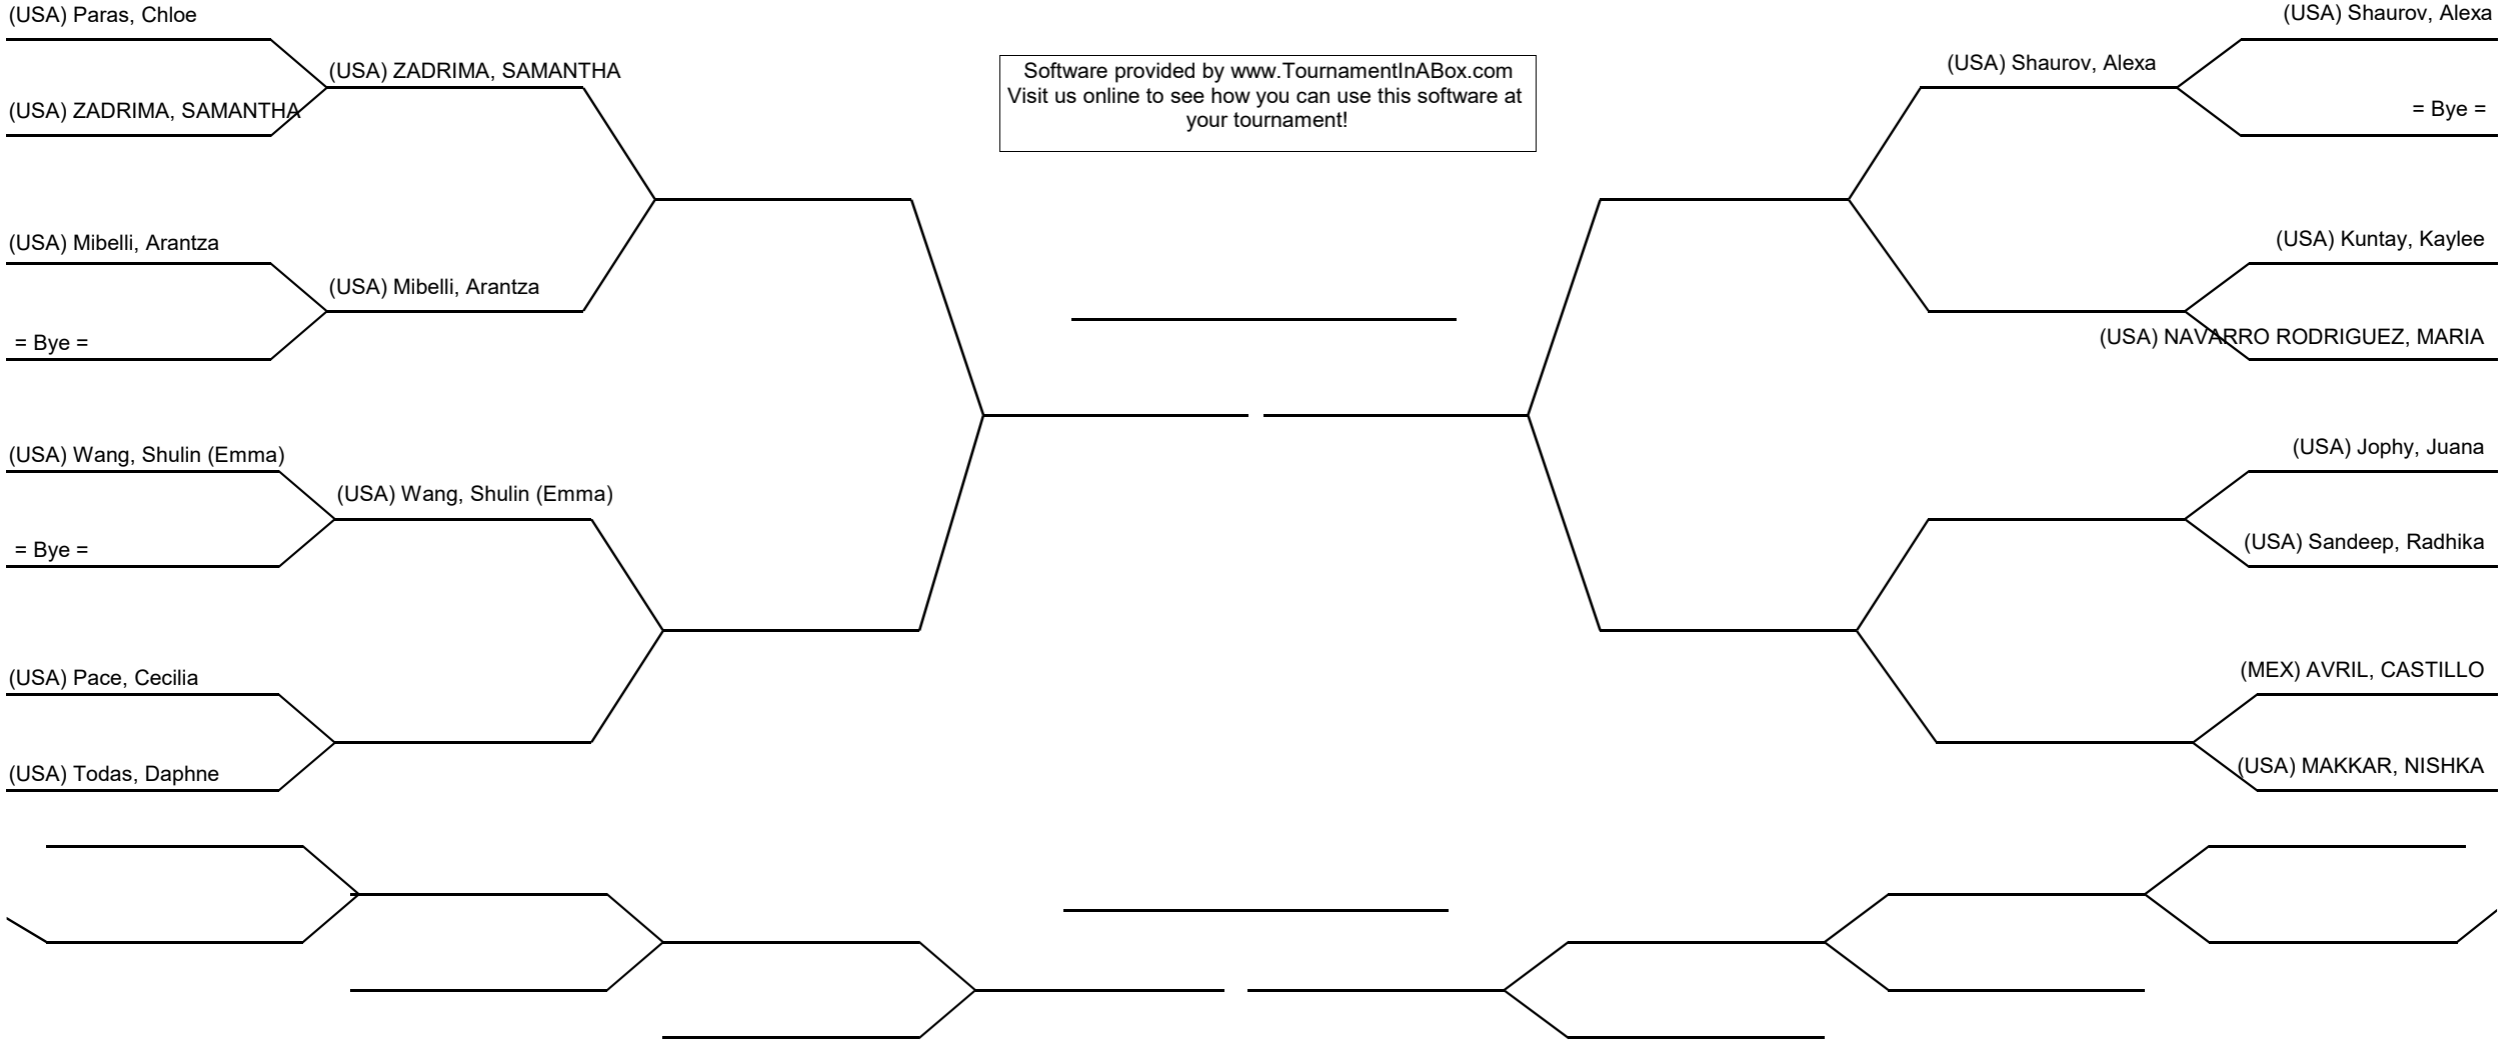 (USA) Paras, Chloe
(USA) ZADRIMA, SAMANTHA
(USA) ZADRIMA, SAMANTHA
(USA) Mibelli, Arantza
(USA) Mibelli, Arantza
= Bye =
(USA) Wang, Shulin (Emma)
(USA) Wang, Shulin (Emma)
= Bye =
(USA) Pace, Cecilia
(USA) Todas, Daphne
Software provided by www.TournamentInABox.com
Visit us online to see how you can use this software at
your tournament!
(USA) Shaurov, Alexa
(USA) Shaurov, Alexa
= Bye =
(USA) Kuntay, Kaylee
(USA) NAVARRO RODRIGUEZ, MARIA
(USA) Jophy, Juana
(USA) Sandeep, Radhika
(MEX) AVRIL, CASTILLO
(USA) MAKKAR, NISHKA